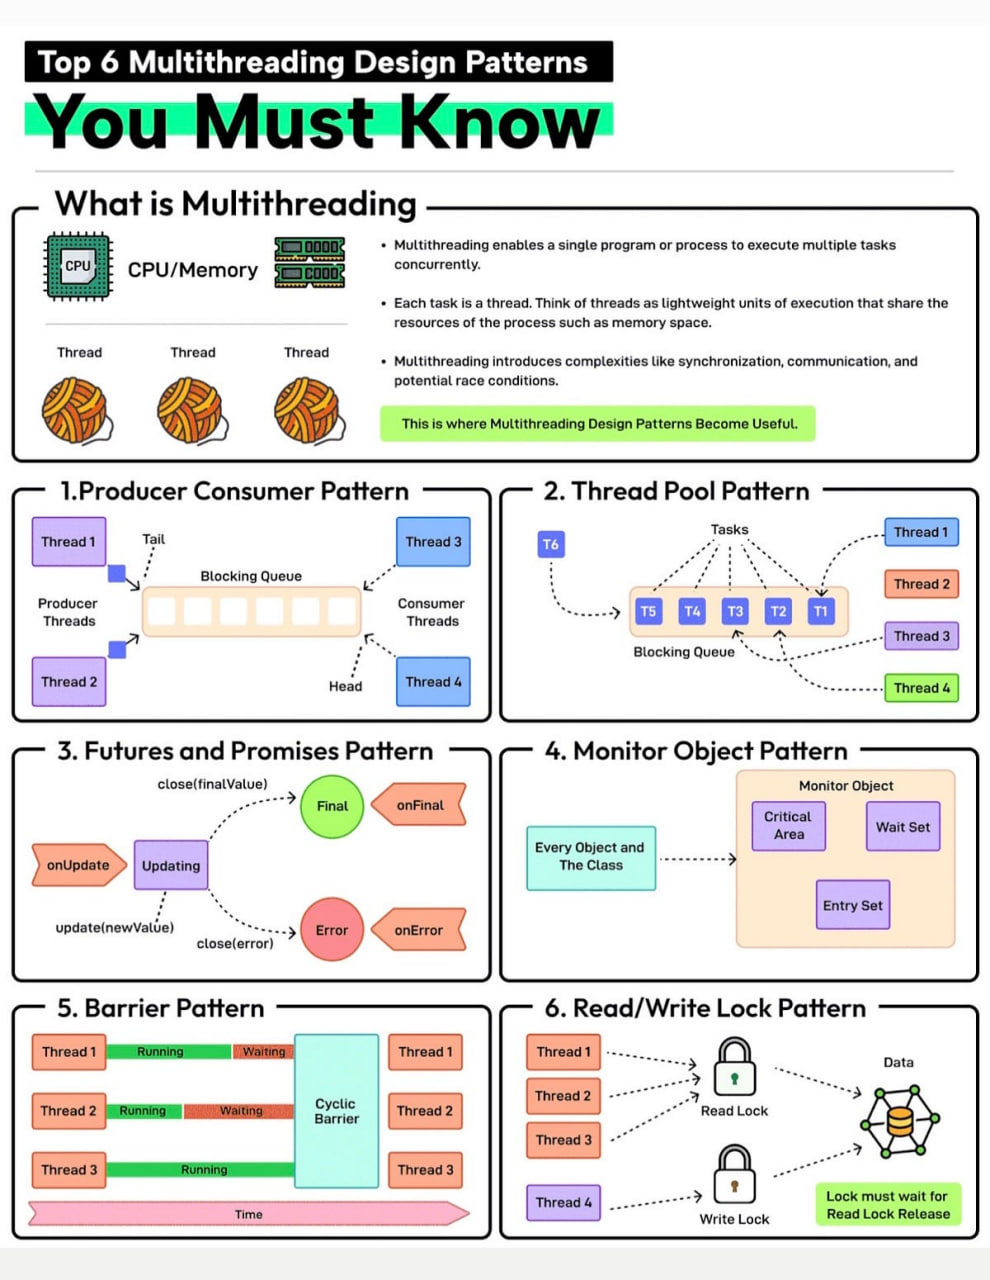 Top 6 Multithreading Design Patterns
You Must Know
What is Multithreading
CPU
CPU/Memory
Thread
Thread
Thread
• Multithreading enables a single program or process to execute multiple tasks
concurrently.
• Each task is a thread. Think of threads as lightweight units of execution that share the
resources of the process such as memory space.
• Multithreading introduces complexities like synchronization, communication, and
potential race conditions.
This is where Multithreading Design Patterns Become Useful.
1.Producer Consumer Pattern
Thread 1
Tail
Thread 3
Blocking Queue
Producer
Threads
Consumer
Threads
Thread 2
Head
Thread 4
2. Thread Pool Pattern
Tasks
T6
Thread 1
Thread 2
T5
T4
T3
T2
T1
Thread 3
Blocking Queue
Thread 4
3. Futures and Promises Pattern
close(finalValue)
Final
onFinal
onUpdate
Updating
update(newValue)
close(error)
Error
onError
4. Monitor Object Pattern
Monitor Object
Critical
Area
Wait Set
Every Object and
The Class
Entry Set
5. Barrier Pattern
Thread 1
Running
Waiting
Thread 1
Thread 2
Running
Waiting
Cyclic
Barrier
Thread 2
Thread 3
Running
Thread 3
Time
6. Read/Write Lock Pattern
Thread 1
Thread 2
Thread 3
Read Lock
Data
Thread 4
Write Lock
Lock must wait for
Read Lock Release